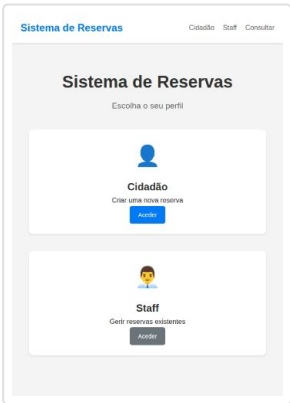 Sistema de Reservas
Cidadão Staff Consultar
Sistema de Reservas
Escolha o seu perfil
Cidadão
Criar uma nova reserva
Aceder
Staff
Gerir reservas existentes
Aceder